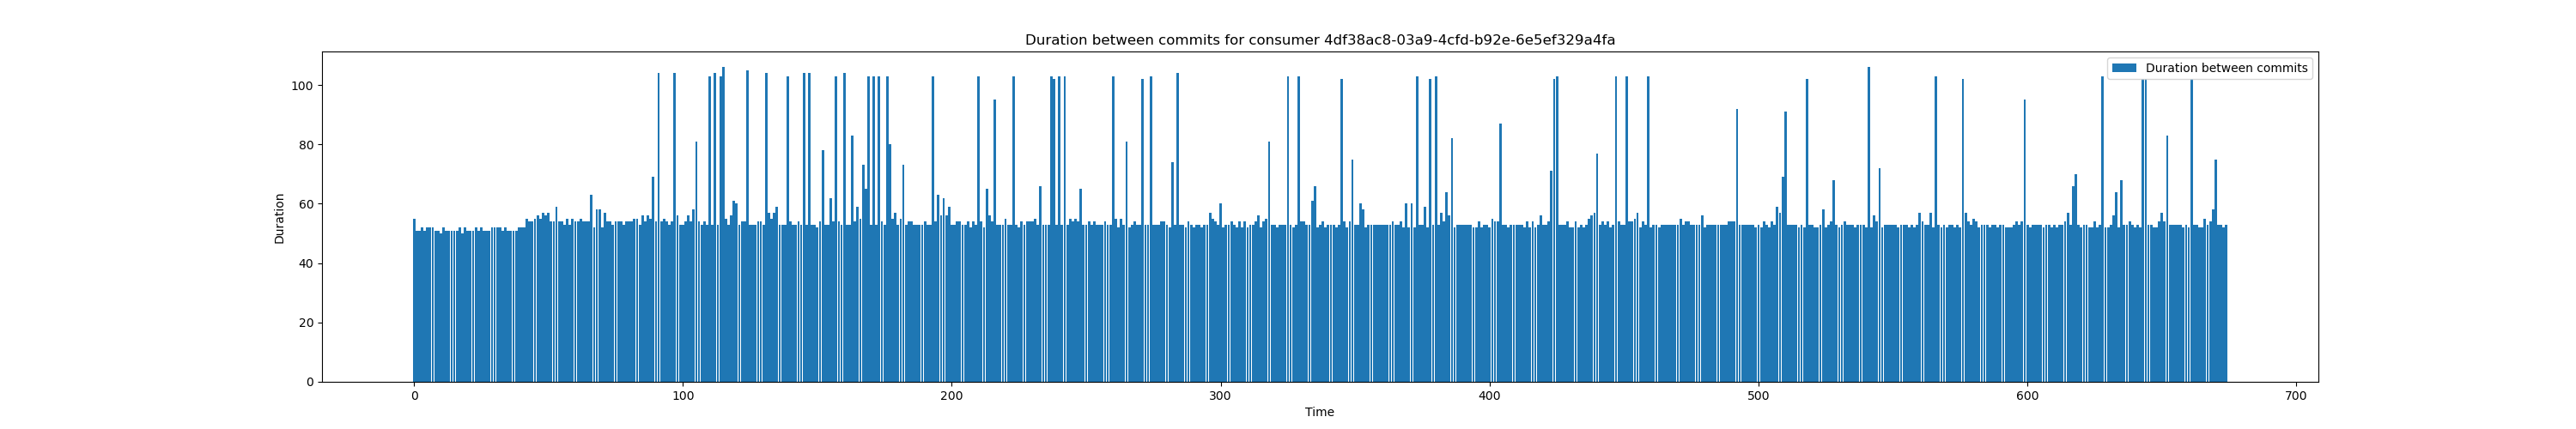 Duration between commits for consumer 4df38ac8-03a9-4cfd-b92e-6e5ef329a4fa
Duration between commits
100
80
60
40
20
0
Duration
0 100 200 300 400 500 600 700
Time